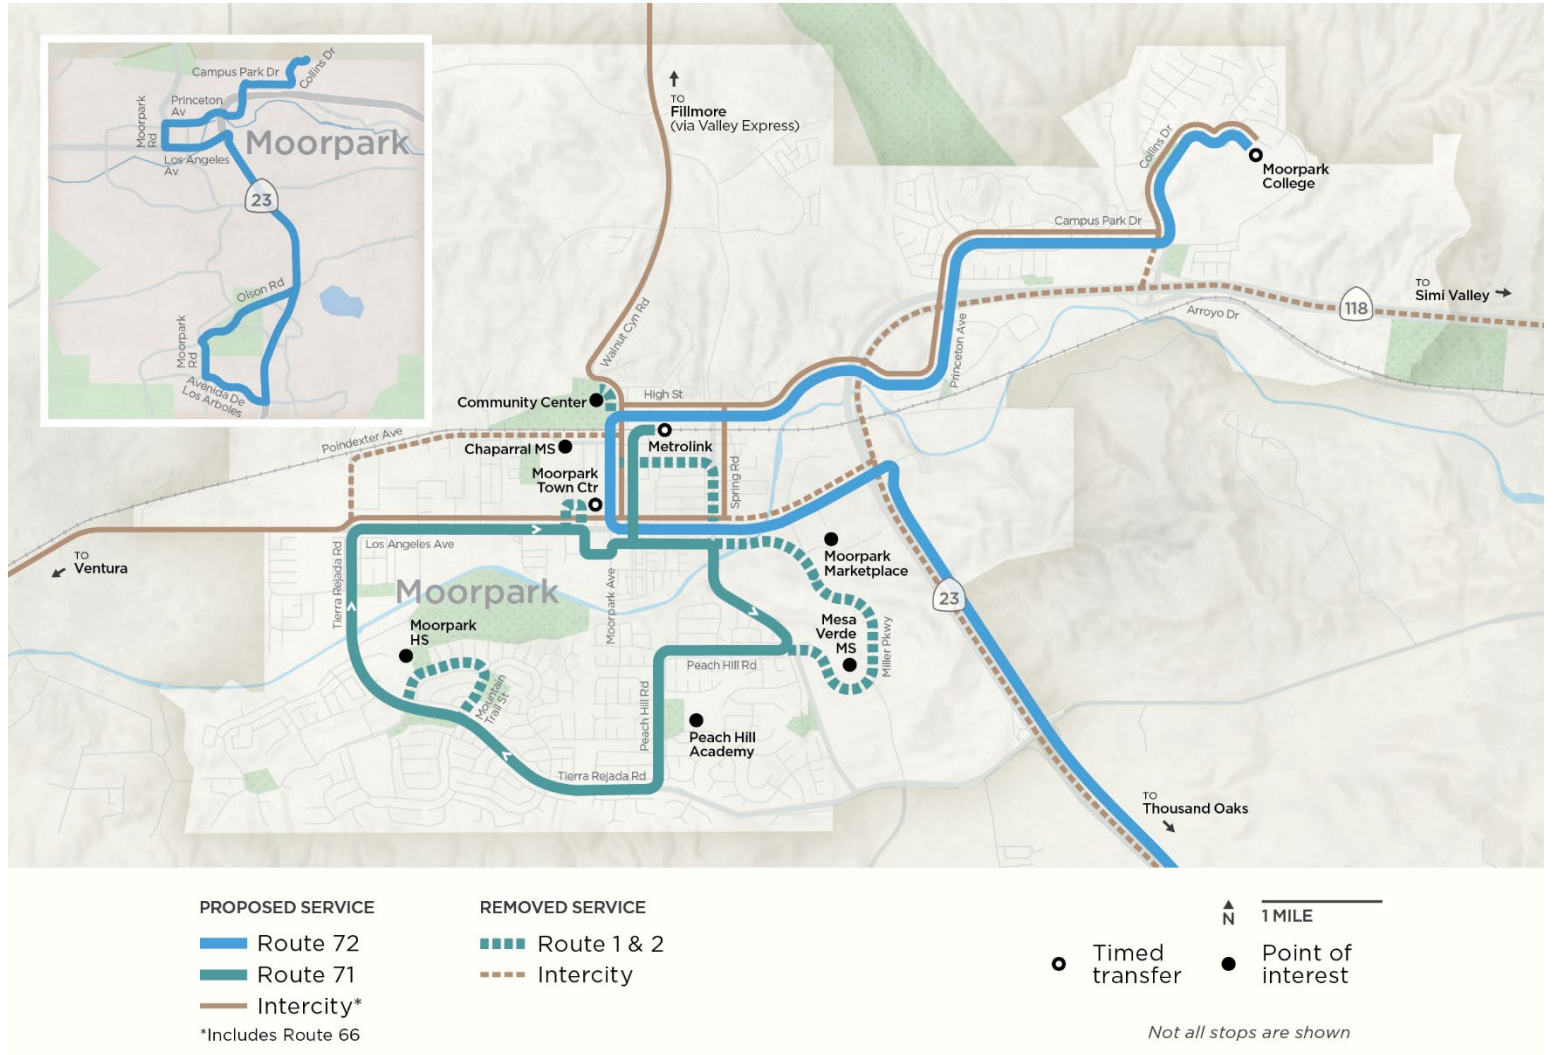 Campus Park Dr
Collins Dr
Princeton
Av
Moorpark
Rd
Moorpark
Los Angeles
Av
23
Olson Rd
Moorpark
Rd
Avenida De
Los Arboles
TO
Fillmore
(via Valley Express)
Collins Dr
Moorpark
College
Campus Park Dr
TO
Simi Valley
118
Arroyo Dr
Walnut Cyn Rd
Princeton Ave
High St
Community Center
Poindexter Ave
Chaparral MS
Metrolink
Moorpark
Town Ctr
Spring Rd
Los Angeles Ave
TO
Ventura
Tierra Rejada Rd
Moorpark
Moorpark Ave
Moorpark
Marketplace
23
Moorpark
HS
Mesa
Verde
MS
Miller Pkwy
Peach Hill Rd
Mountain
Trail St
Peach Hill Rd
Peach Hill
Academy
Tierra Rejada Rd
TO
Thousand Oaks
PROPOSED SERVICE
Route 72
Route 71
Intercity*
*Includes Route 66
REMOVED SERVICE
Route 1 & 2
Intercity
N
1 MILE
Timed
transfer
Point of
interest
Not all stops are shown